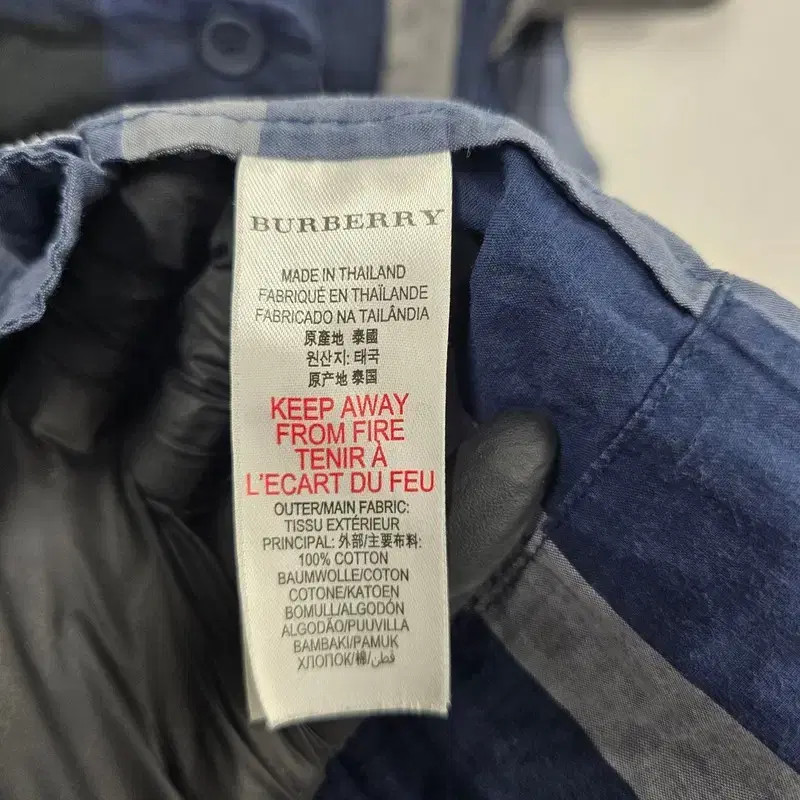 BURBERRY
MADE IN THAILAND
FABRIQUÉ EN THAÏLANDE
FABRICADO NA TAILÂNDIA
原產地 泰國
원산지: 태국
原产地 泰国
KEEP AWAY
FROM FIRE
TENIR À
L'ECART DU FEU
OUTER/MAIN FABRIC:
TISSU EXTÉRIEUR
PRINCIPAL: 外部/主要布料:
100% COTTON
BAUMWOLLE/COTON
COTONE/KATOEN
BOMULL/ALGODÓN
ALGODÃO/PUUVILLA
BAMBAKI/PAMUK
ХЛОПОК/棉/قطن